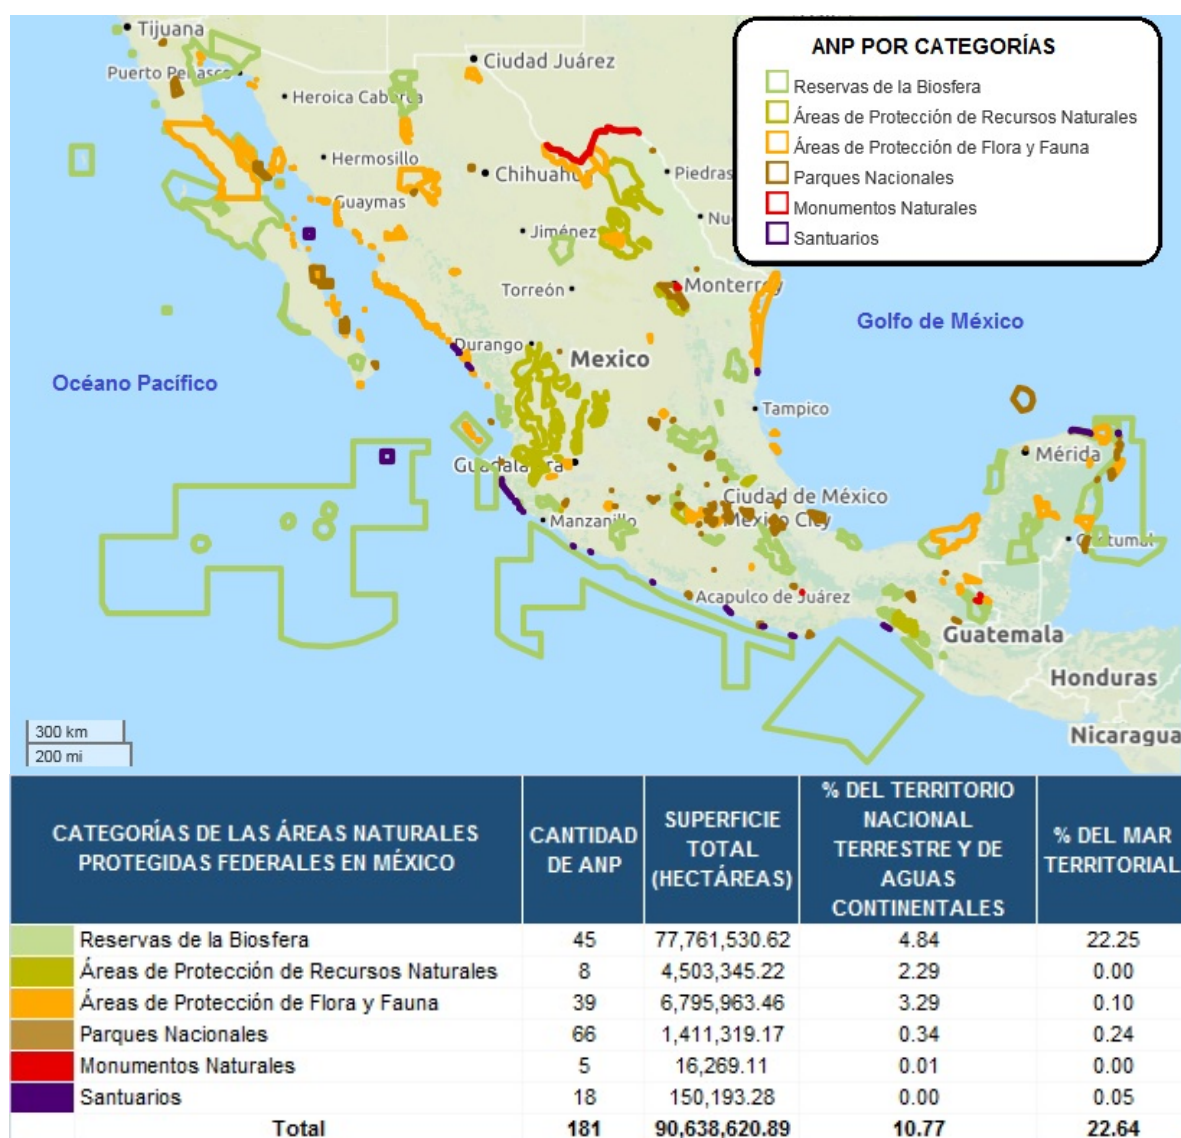 Tijuana
Ciudad Juárez
Puerto Peñasco
Heroica Caborca
Hermosillo
Chihuahua
Piedras
Guaymas
Nu
Jiménez
Torreón
Monterrey
Durango
Mexico
Golfo de México
Océano Pacífico
Tampico
Guadalajara
Mérida
Ciudad de México
Mexico City
Manzanillo
Chetumal
Acapulco de Juárez
Guatemala
Honduras
Nicaragua
300 km
200 mi
ANP POR CATEGORÍAS
Reservas de la Biosfera
Áreas de Protección de Recursos Naturales
Áreas de Protección de Flora y Fauna
Parques Nacionales
Monumentos Naturales
Santuarios
CATEGORÍAS DE LAS ÁREAS NATURALES
PROTEGIDAS FEDERALES EN MÉXICO
CANTIDAD
DE ANP
SUPERFICIE
TOTAL
(HECTÁREAS)
% DEL TERRITORIO
NACIONAL
TERRESTRE Y DE
AGUAS
CONTINENTALES
% DEL MAR
TERRITORIAL
Reservas de la Biosfera 45 77,761,530.62 4.84 22.25
Áreas de Protección de Recursos Naturales 8 4,503,345.22 2.29 0.00
Áreas de Protección de Flora y Fauna 39 6,795,963.46 3.29 0.10
Parques Nacionales 66 1,411,319.17 0.34 0.24
Monumentos Naturales 5 16,269.11 0.01 0.00
Santuarios 18 150,193.28 0.00 0.05
Total 181 90,638,620.89 10.77 22.64